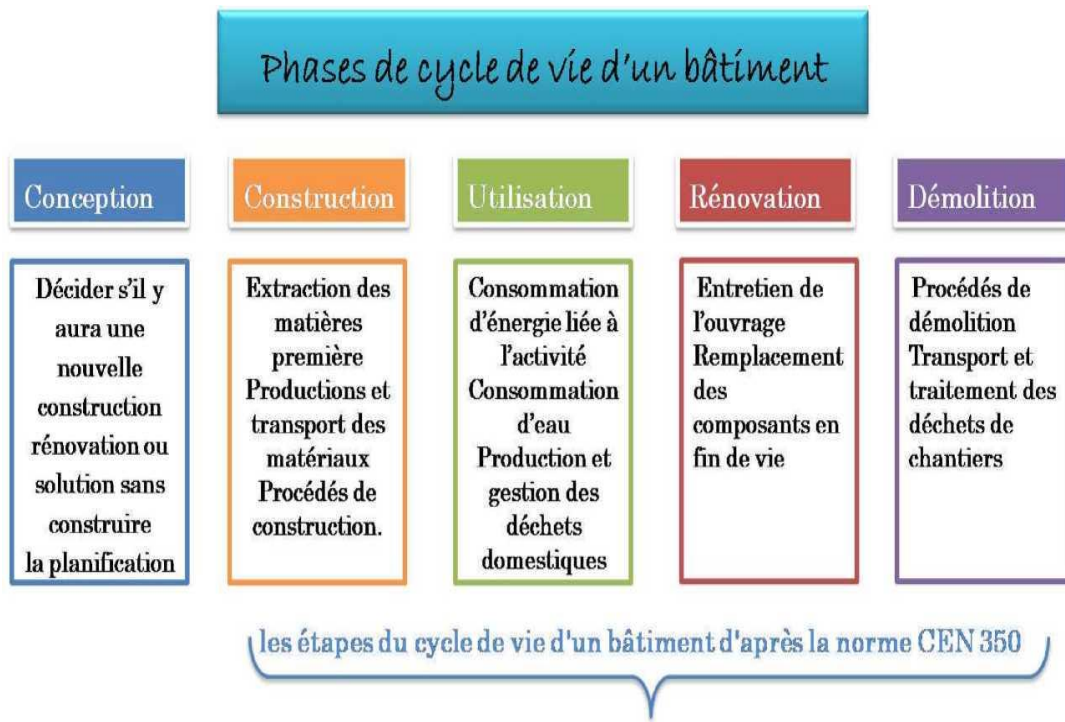 Phases de cycle de vie d'un bâtiment
Conception
Construction
Utilisation
Rénovation
Démolition
Décider s'il y
aura une
nouvelle
construction
rénovation ou
solution sans
construire
la planification
Extraction des
matières
première
Productions et
transport des
matériaux
Procédés de
construction.
Consommation
d'énergie liée à
l'activité
Consommation
d'eau
Production et
gestion des
déchets
domestiques
Entretien de
l'ouvrage
Remplacement
des
composants en
fin de vie
Procédés de
démolition
Transport et
traitement des
déchets de
chantiers
les étapes du cycle de vie d'un bâtiment d'après la norme CEN 350